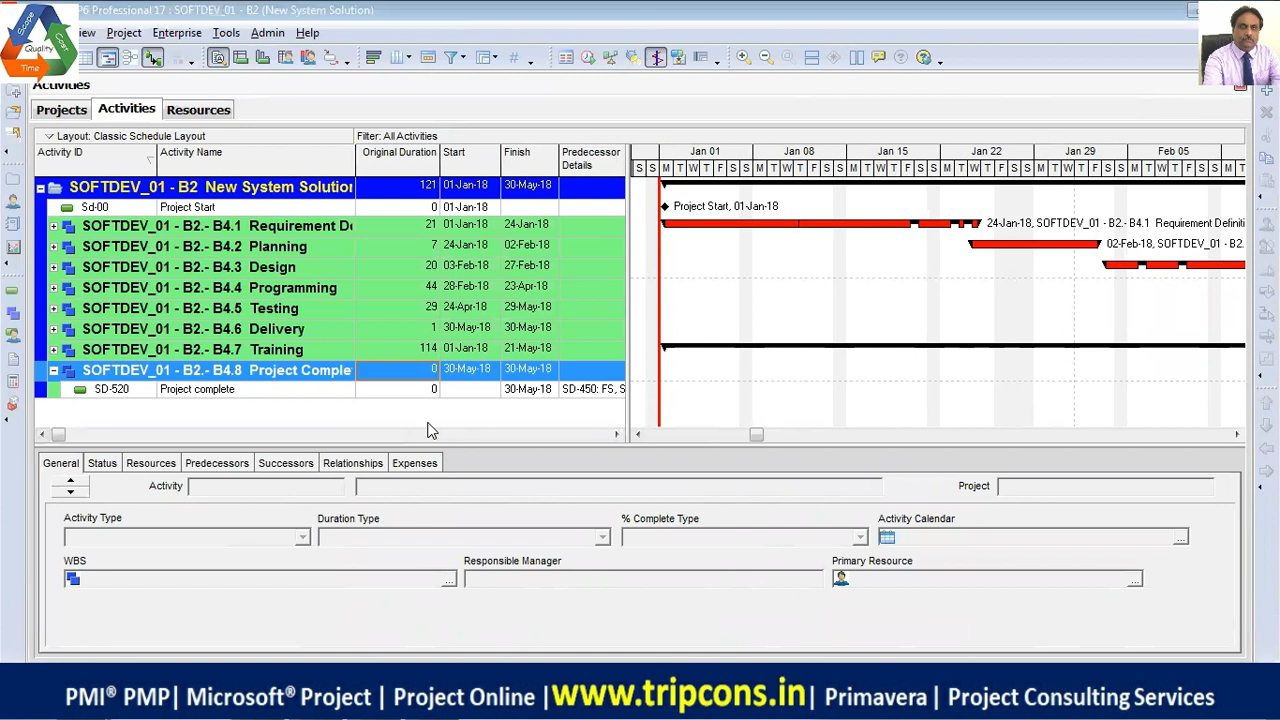 P6 Professional 17 : SOFTDEV_01 - B2 (New System Solution)
Scope
Quality
Cost
Time
Project Enterprise Tools Admin Help
Activities
Projects Activities Resources
Layout: Classic Schedule Layout Filter: All Activities
Activity ID Activity Name Original Duration Start Finish Predecessor Details
Jan 01 Jan 08 Jan 15 Jan 22 Jan 29 Feb 05
S S M T W T F S S M T W T F S S M T W T F S S M T W T F S S M T W T F S S M T W T F S S M T
SOFTDEV_01 - B2 New System Solution 121 01-Jan-18 30-May-18
Sd-00 Project Start 0 01-Jan-18
Project Start, 01-Jan-18
SOFTDEV_01 - B2.- B4.1 Requirement De 21 01-Jan-18 24-Jan-18
24-Jan-18, SOFTDEV_01 - B2.- B4.1 Requirement Definiti
SOFTDEV_01 - B2.- B4.2 Planning 7 24-Jan-18 02-Feb-18
02-Feb-18, SOFTDEV_01 - B2.
SOFTDEV_01 - B2.- B4.3 Design 20 03-Feb-18 27-Feb-18
SOFTDEV_01 - B2.- B4.4 Programming 44 28-Feb-18 23-Apr-18
SOFTDEV_01 - B2.- B4.5 Testing 29 24-Apr-18 29-May-18
SOFTDEV_01 - B2.- B4.6 Delivery 1 30-May-18 30-May-18
SOFTDEV_01 - B2.- B4.7 Training 114 01-Jan-18 21-May-18
SOFTDEV_01 - B2.- B4.8 Project Comple 0 30-May-18 30-May-18
SD-520 Project complete 0 30-May-18 SD-450: FS, S
General Status Resources Predecessors Successors Relationships Expenses
Activity Project
Activity Type Duration Type % Complete Type Activity Calendar
WBS Responsible Manager Primary Resource
PMI® PMP| Microsoft® Project | Project Online |www.tripcons.in| Primavera | Project Consulting Services